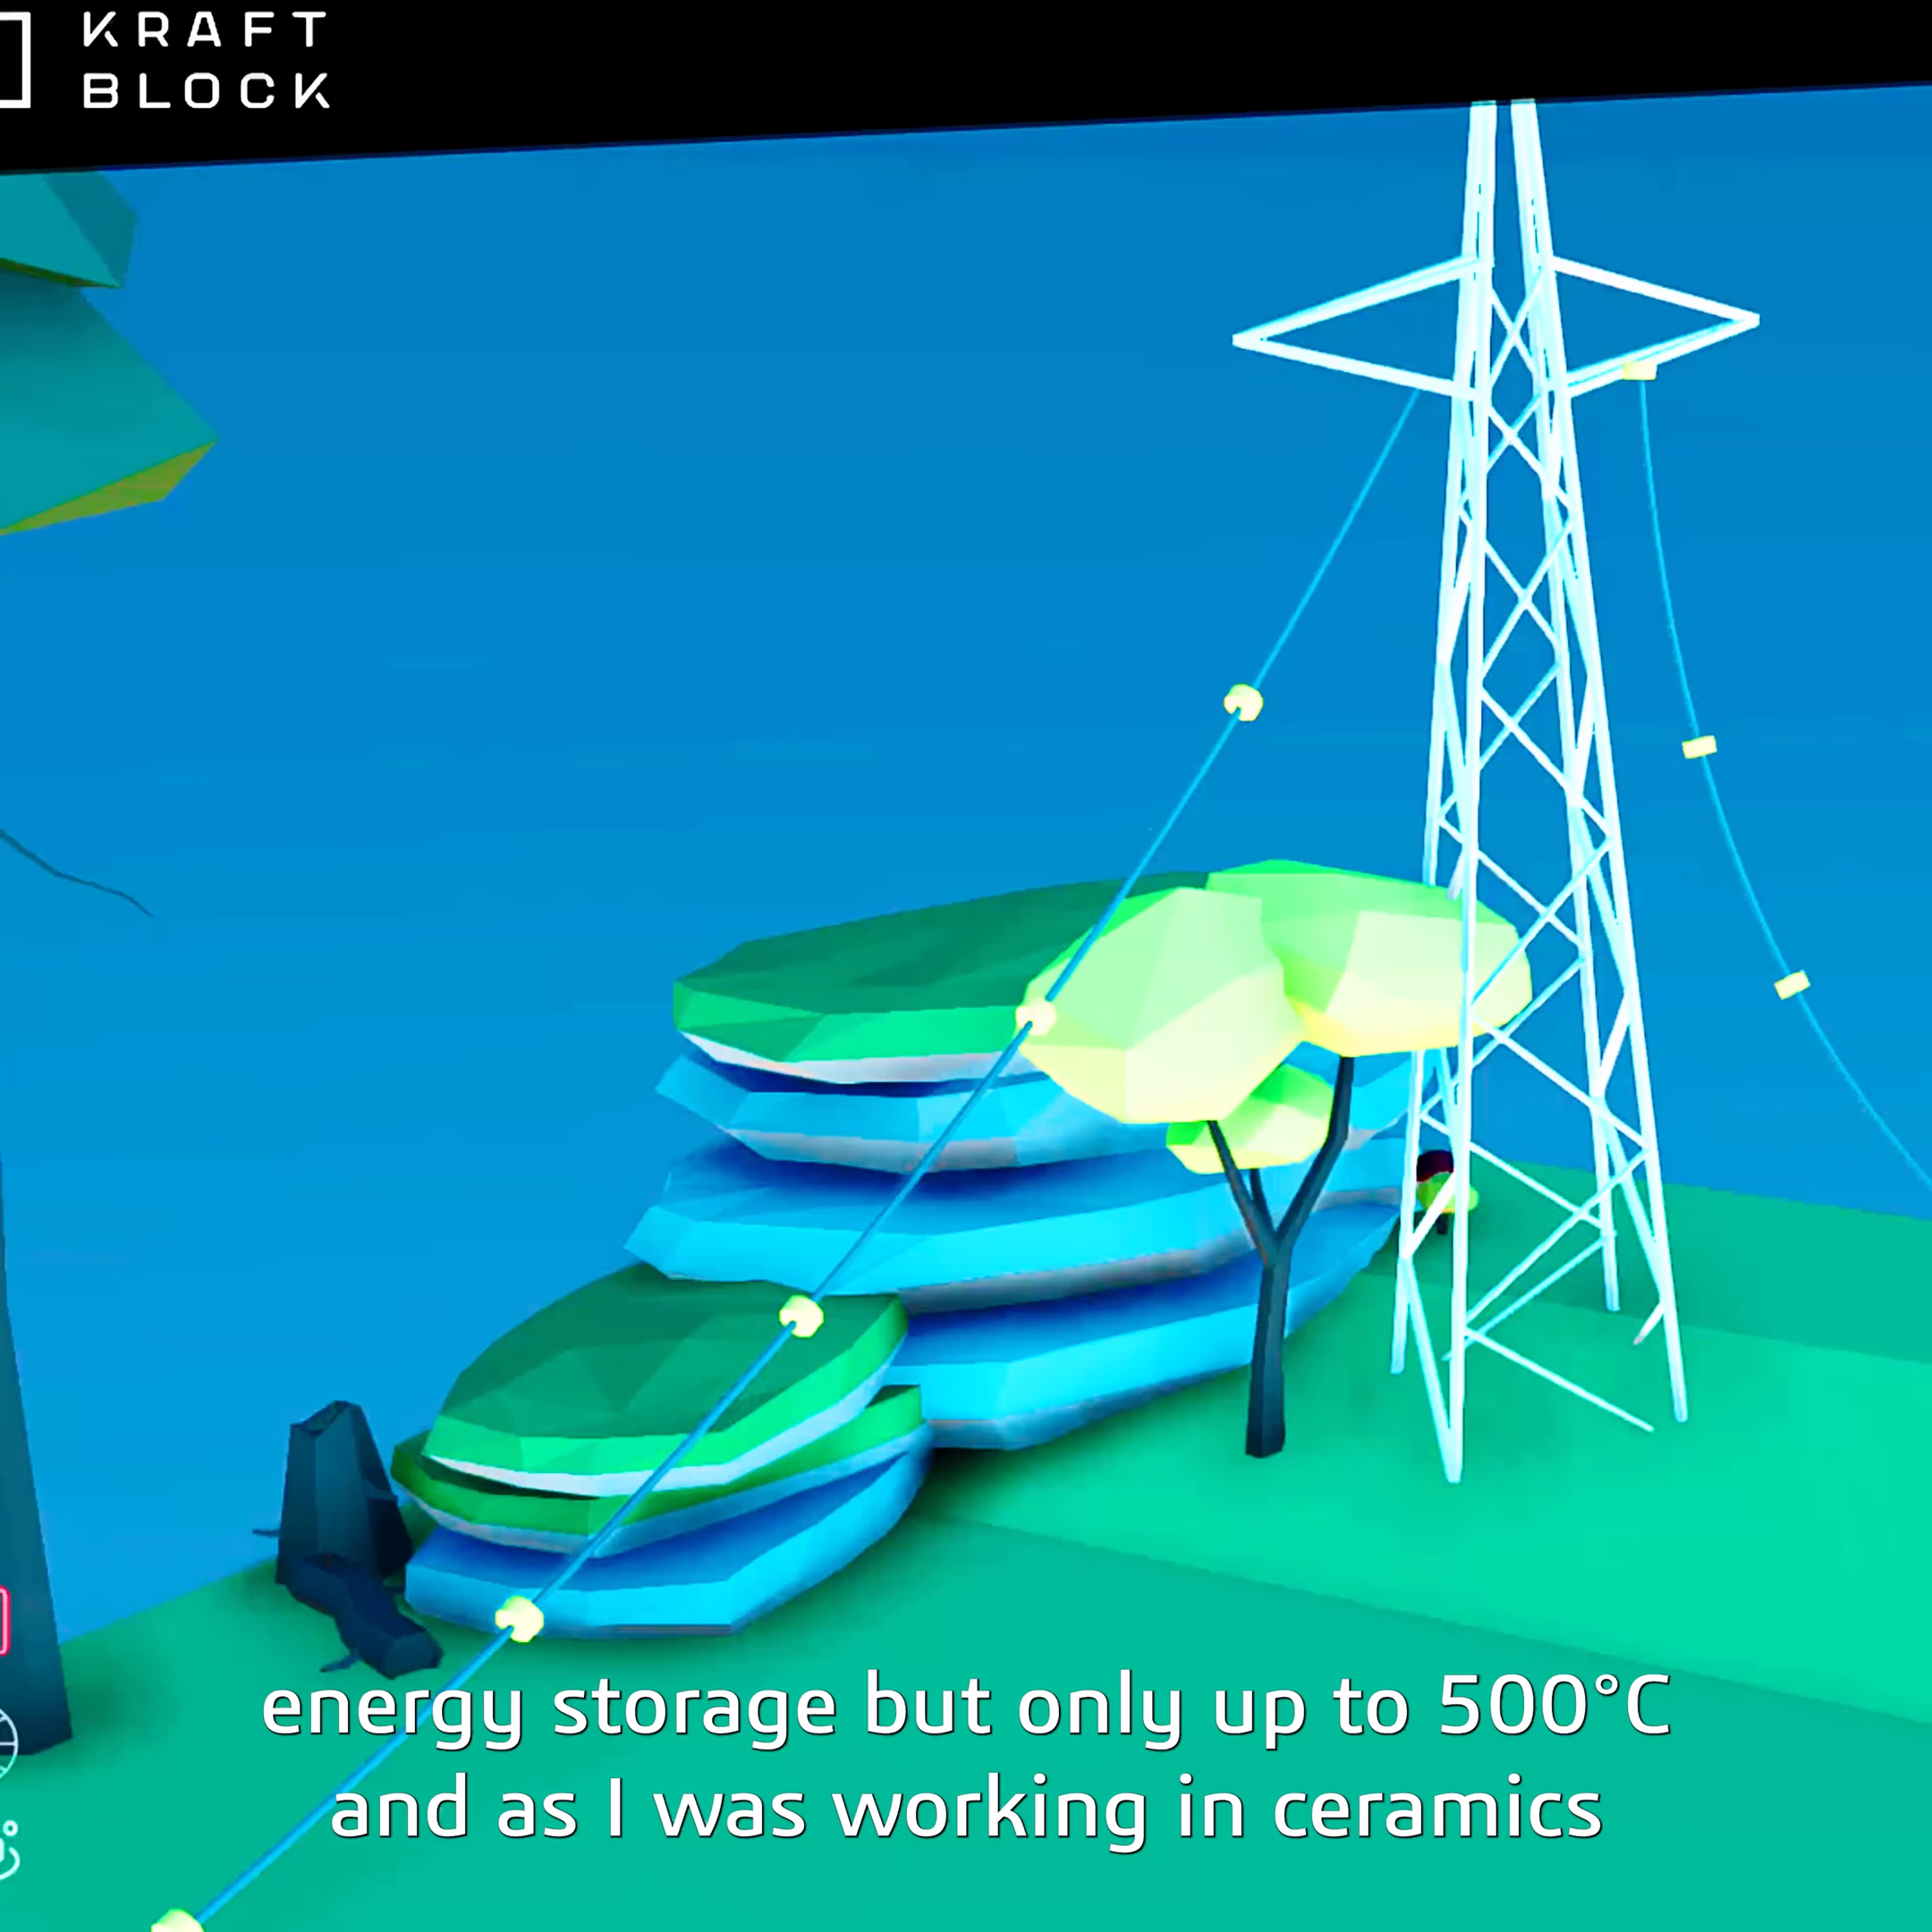 KRAFT
BLOCK
energy storage but only up to 500°C
and as I was working in ceramics